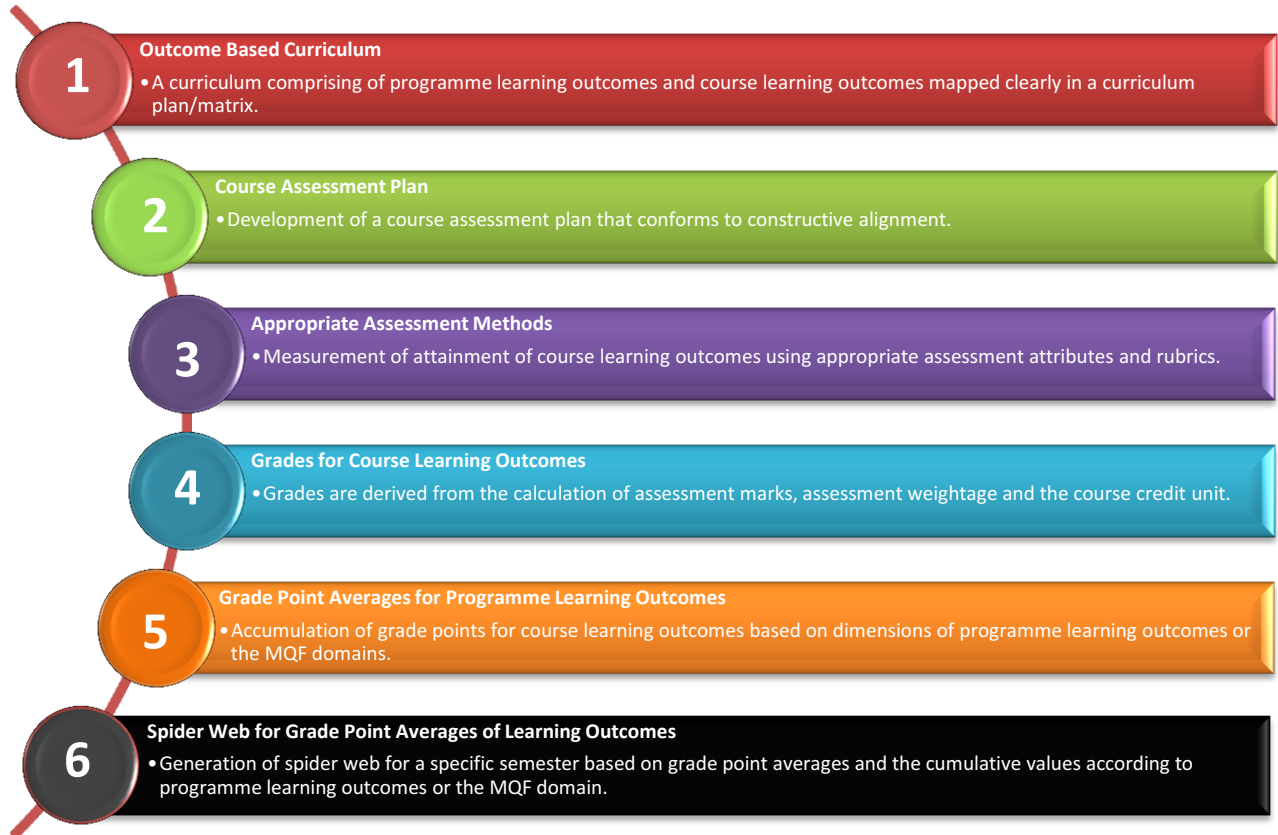 1
Outcome Based Curriculum
•A curriculum comprising of programme learning outcomes and course learning outcomes mapped clearly in a curriculum
plan/matrix.
2
Course Assessment Plan
•Development of a course assessment plan that conforms to constructive alignment.
3
Appropriate Assessment Methods
•Measurement of attainment of course learning outcomes using appropriate assessment attributes and rubrics.
4
Grades for Course Learning Outcomes
•Grades are derived from the calculation of assessment marks, assessment weightage and the course credit unit.
5
Grade Point Averages for Programme Learning Outcomes
•Accumulation of grade points for course learning outcomes based on dimensions of programme learning outcomes or
the MQF domains.
6
Spider Web for Grade Point Averages of Learning Outcomes
•Generation of spider web for a specific semester based on grade point averages and the cumulative values according to
programme learning outcomes or the MQF domain.